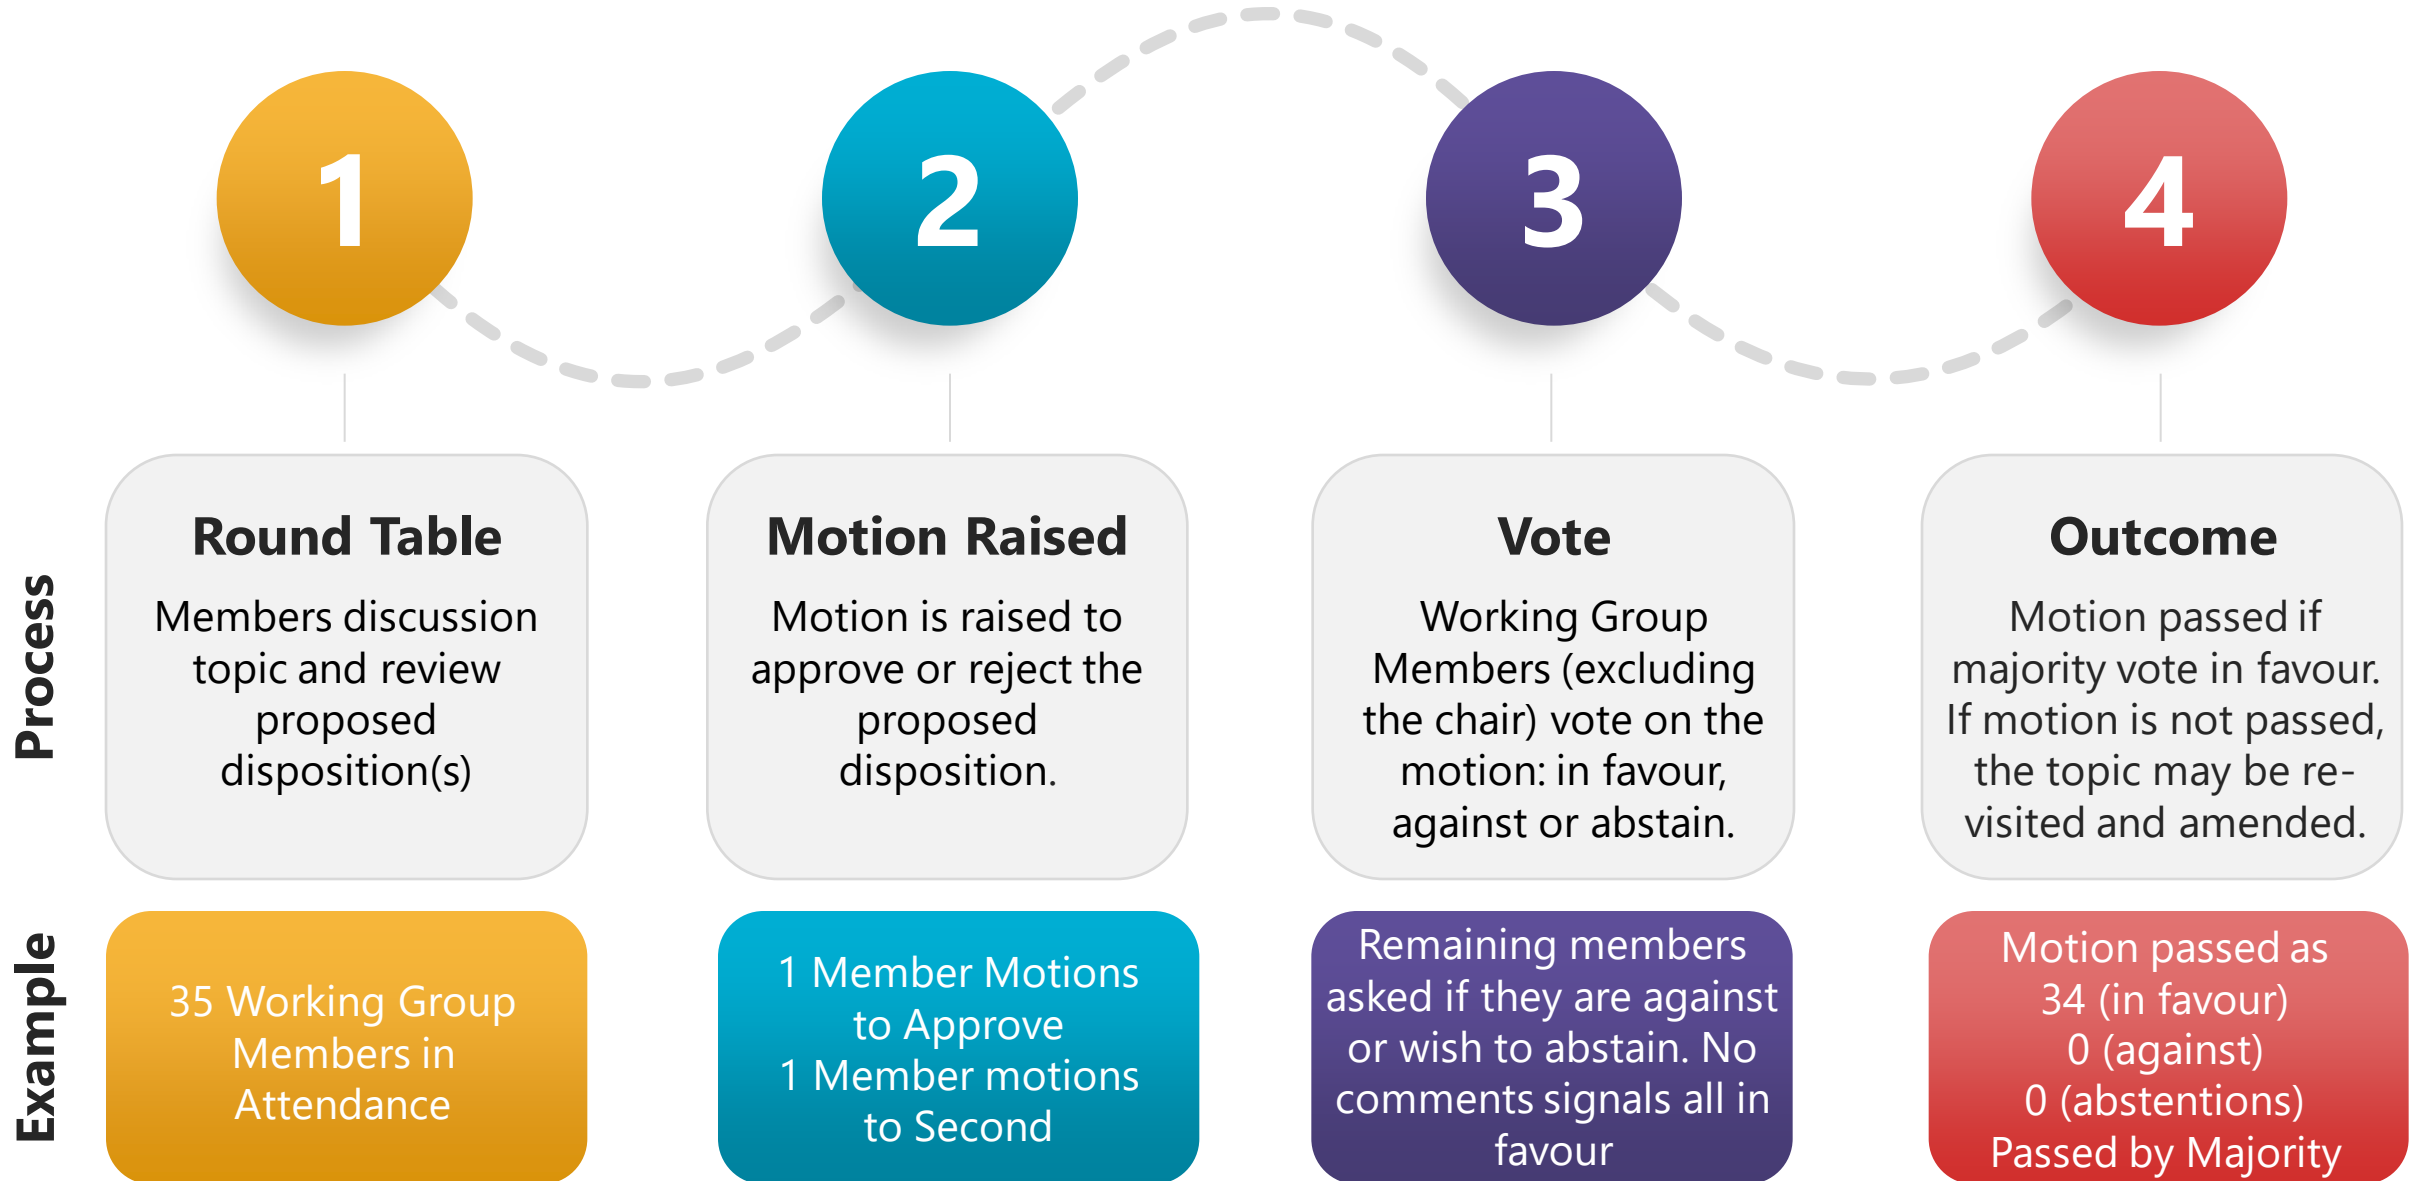 1
2
3
4
Process
Round Table
Members discussion
topic and review
proposed
disposition(s)
Motion Raised
Motion is raised to
approve or reject the
proposed
disposition.
Vote
Working Group
Members (excluding
the chair) vote on the
motion: in favour,
against or abstain.
Outcome
Motion passed if
majority vote in favour.
If motion is not passed,
the topic may be re-
visited and amended.
Example
35 Working Group
Members in
Attendance
1 Member Motions
to Approve
1 Member motions
to Second
Remaining members
asked if they are against
or wish to abstain. No
comments signals all in
favour
Motion passed as
34 (in favour)
0 (against)
0 (abstentions)
Passed by Majority